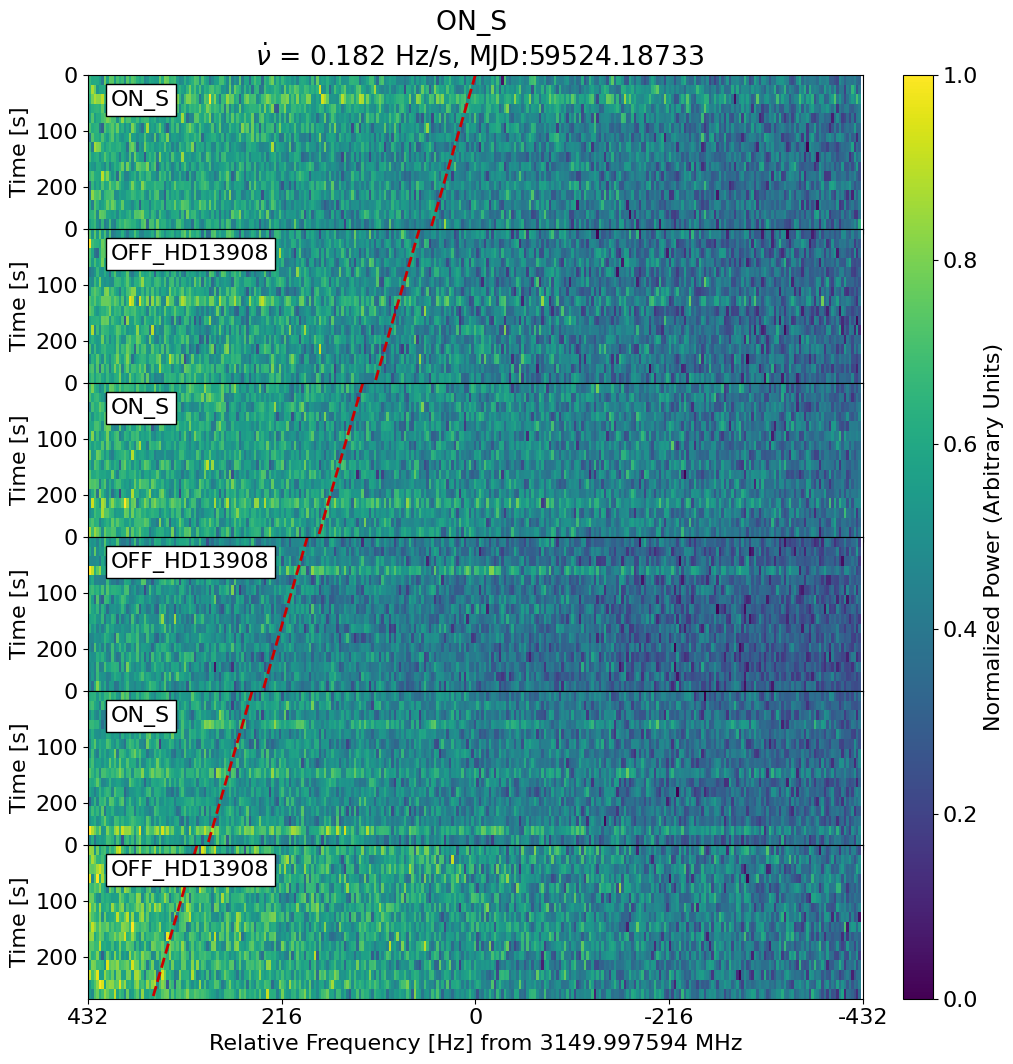 ON_S
ν̇ = 0.182 Hz/s, MJD:59524.18733
0
100
200
Time [s]
ON_S
0
100
200
Time [s]
OFF_HD13908
0
100
200
Time [s]
ON_S
0
100
200
Time [s]
OFF_HD13908
0
100
200
Time [s]
ON_S
0
100
200
Time [s]
OFF_HD13908
432 216 0 -216 -432
Relative Frequency [Hz] from 3149.997594 MHz
1.0
0.8
0.6
0.4
0.2
0.0
Normalized Power (Arbitrary Units)